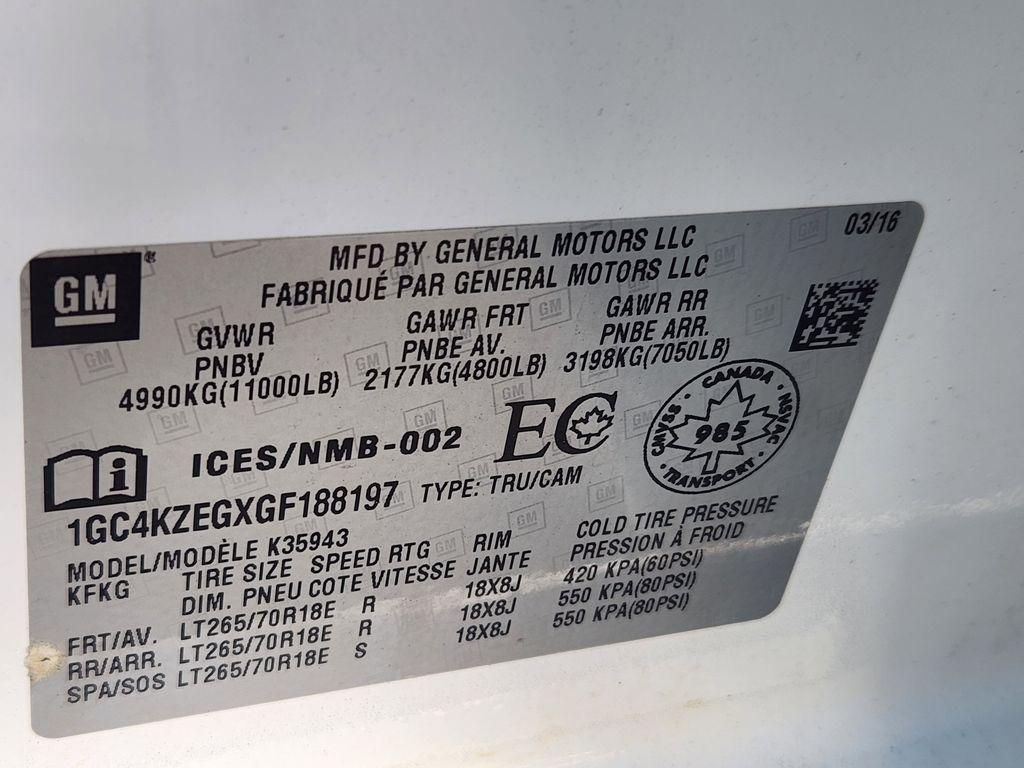 GM
MFD BY GENERAL MOTORS LLC
03/16
FABRIQUÉ PAR GENERAL MOTORS LLC
GVWR GAWR FRT GAWR RR
PNBV PNBE AV. PNBE ARR.
4990KG(11000LB) 2177KG(4800LB) 3198KG(7050LB)
i ICES/NMB-002 EC
CANADA
CMVSS 985 NSVAC
TRANSPORT
1GC4KZEGXGF188197 TYPE: TRU/CAM
MODEL/MODÈLE K35943
KFKG TIRE SIZE SPEED RTG RIM COLD TIRE PRESSURE
DIM. PNEU COTE VITESSE JANTE PRESSION À FROID
FRT/AV. LT265/70R18E R 18X8J 420 KPA(60PSI)
RR/ARR. LT265/70R18E R 18X8J 550 KPA(80PSI)
SPA/SOS LT265/70R18E S 18X8J 550 KPA(80PSI)